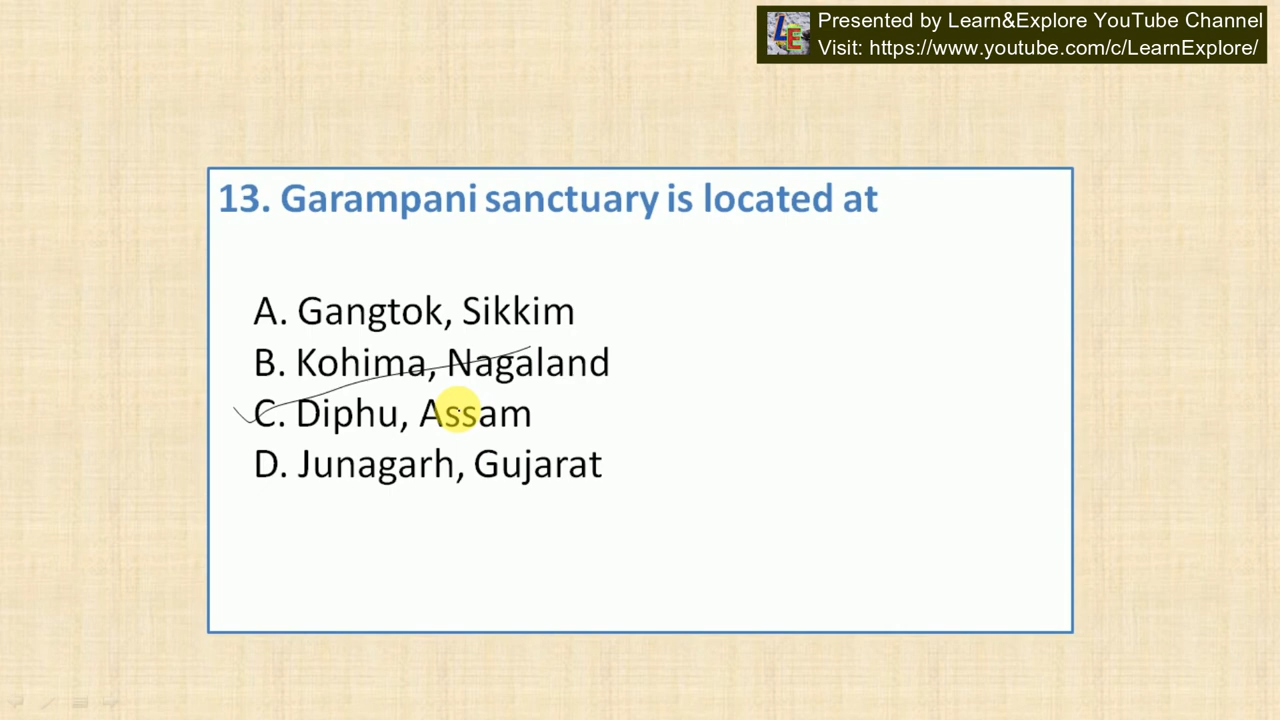 Presented by Learn&Explore YouTube Channel
Visit: https://www.youtube.com/c/LearnExplore/
LE
13. Garampani sanctuary is located at
A. Gangtok, Sikkim
B. Kohima, Nagaland
C. Diphu, Assam
D. Junagarh, Gujarat